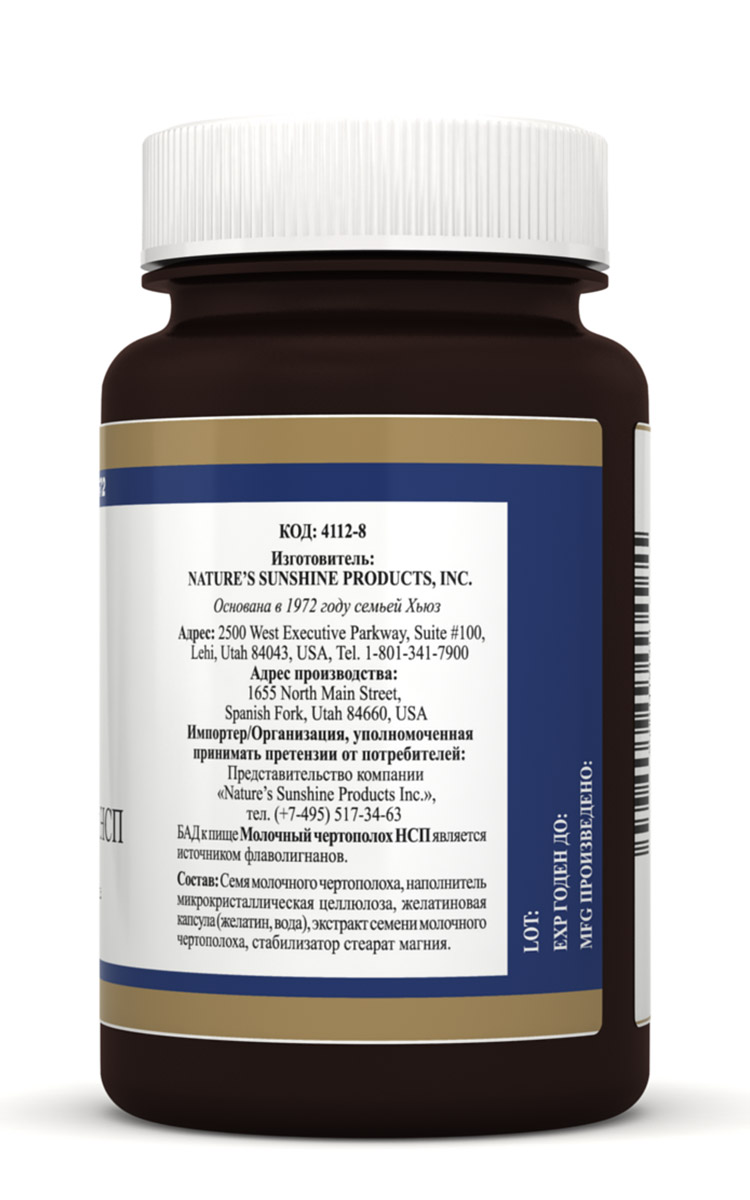 72
КОД: 4112-8
Изготовитель:
NATURE'S SUNSHINE PRODUCTS, INC.
Основана в 1972 году семьей Хьюз
Адрес: 2500 West Executive Parkway, Suite #100,
Lehi, Utah 84043, USA, Tel. 1-801-341-7900
Адрес производства:
1655 North Main Street,
Spanish Fork, Utah 84660, USA
Импортер/Организация, уполномоченная
принимать претензии от потребителей:
Представительство компании
«Nature's Sunshine Products Inc.»,
тел. (+7-495) 517-34-63
БАД к пище Молочный чертополох НСП является
источником флаволигнанов.
Состав: Семя молочного чертополоха, наполнитель
микрокристаллическая целлюлоза, желатиновая
капсула (желатин, вода), экстракт семени молочного
чертополоха, стабилизатор стеарат магния.
НСП
LOT:
EXP ГОДЕН ДО:
MFG ПРОИЗВЕДЕНО: